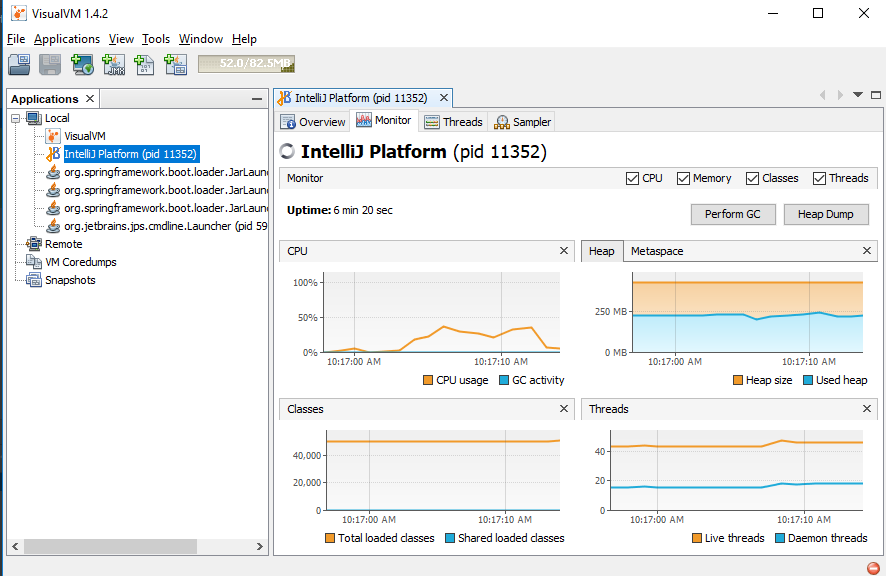 VisualVM 1.4.2
File Applications View Tools Window Help
52.0/82.5MB
Applications
Local
VisualVM
IntelliJ Platform (pid 11352)
org.springframework.boot.loader.JarLaunc
org.springframework.boot.loader.JarLaunc
org.springframework.boot.loader.JarLaunc
org.jetbrains.jps.cmdline.Launcher (pid 59
Remote
VM Coredumps
Snapshots
IntelliJ Platform (pid 11352)
Overview Monitor Threads Sampler
IntelliJ Platform (pid 11352)
Monitor CPU Memory Classes Threads
Uptime: 6 min 20 sec Perform GC Heap Dump
CPU
100%
50%
0%
10:17:00 AM 10:17:10 AM
CPU usage GC activity
Heap Metaspace
250 MB
0 MB
10:17:00 AM 10:17:10 AM
Heap size Used heap
Classes
40,000
20,000
0
10:17:00 AM 10:17:10 AM
Total loaded classes Shared loaded classes
Threads
40
20
0
10:17:00 AM 10:17:10 AM
Live threads Daemon threads